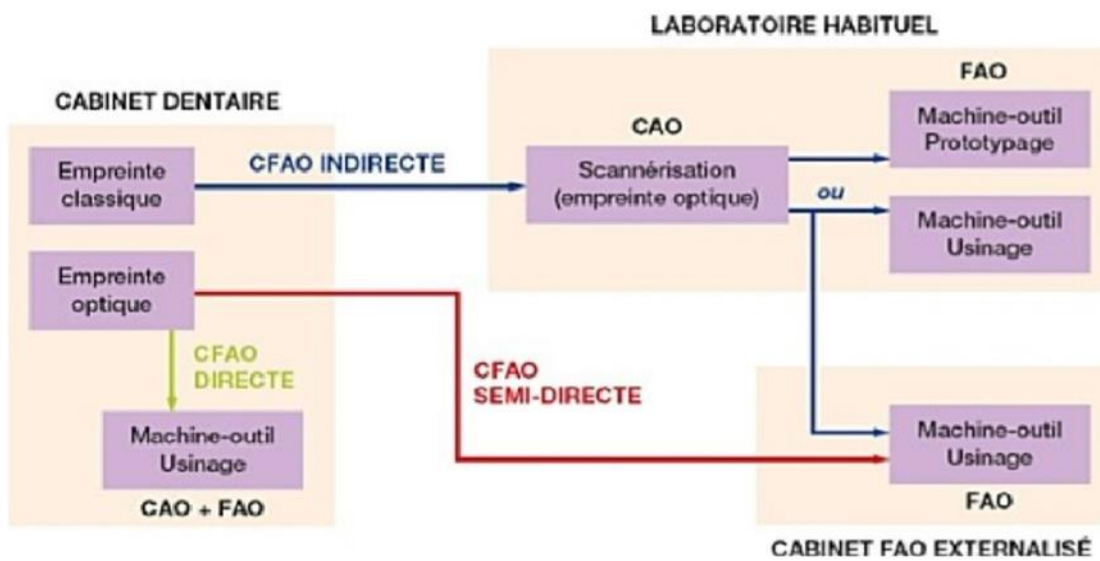 LABORATOIRE HABITUEL
CABINET DENTAIRE
FAO
CAO
Machine-outil
Prototypage
Empreinte
classique
CFAO INDIRECTE
Scannérisation
(empreinte optique)
ou
Machine-outil
Usinage
Empreinte
optique
CFAO
DIRECTE
CFAO
SEMI-DIRECTE
Machine-outil
Usinage
CAO + FAO
Machine-outil
Usinage
FAO
CABINET FAO EXTERNALISÉ